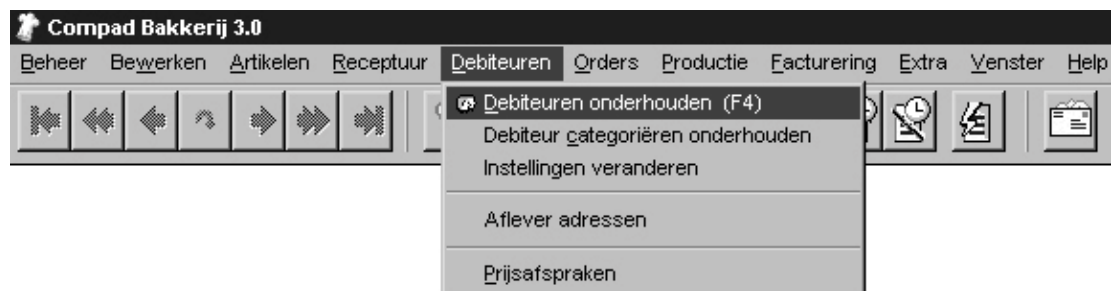 Compad Bakkerij 3.0
Beheer Bewerken Artikelen Receptuur Debiteuren Orders Productie Facturering Extra Venster Help
Debiteuren onderhouden (F4)
Debiteur categoriëren onderhouden
Instellingen veranderen
Aflever adressen
Prijsafspraken